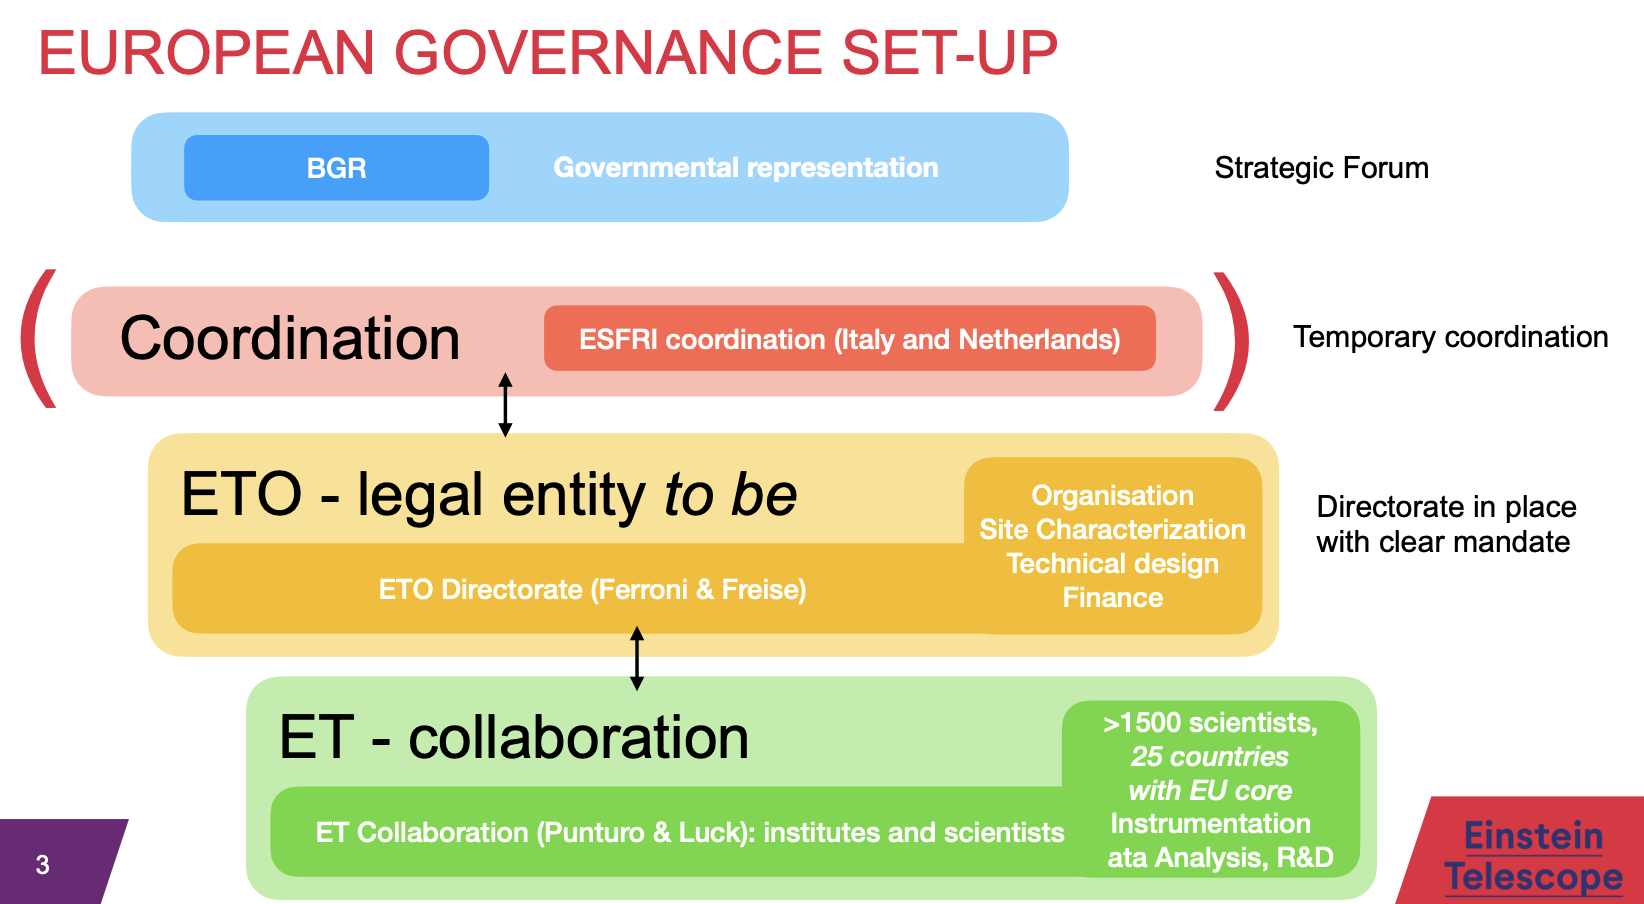 EUROPEAN GOVERNANCE SET-UP
BGR
Governmental representation
Strategic Forum
(
Coordination
ESFRI coordination (Italy and Netherlands)
)
Temporary coordination
ETO - legal entity to be
Organisation
Site Characterization
Technical design
Finance
ETO Directorate (Ferroni & Freise)
Directorate in place
with clear mandate
ET - collaboration
>1500 scientists,
25 countries
with EU core
Instrumentation
ata Analysis, R&D
ET Collaboration (Punturo & Luck): institutes and scientists
3
Einstein
Telescope